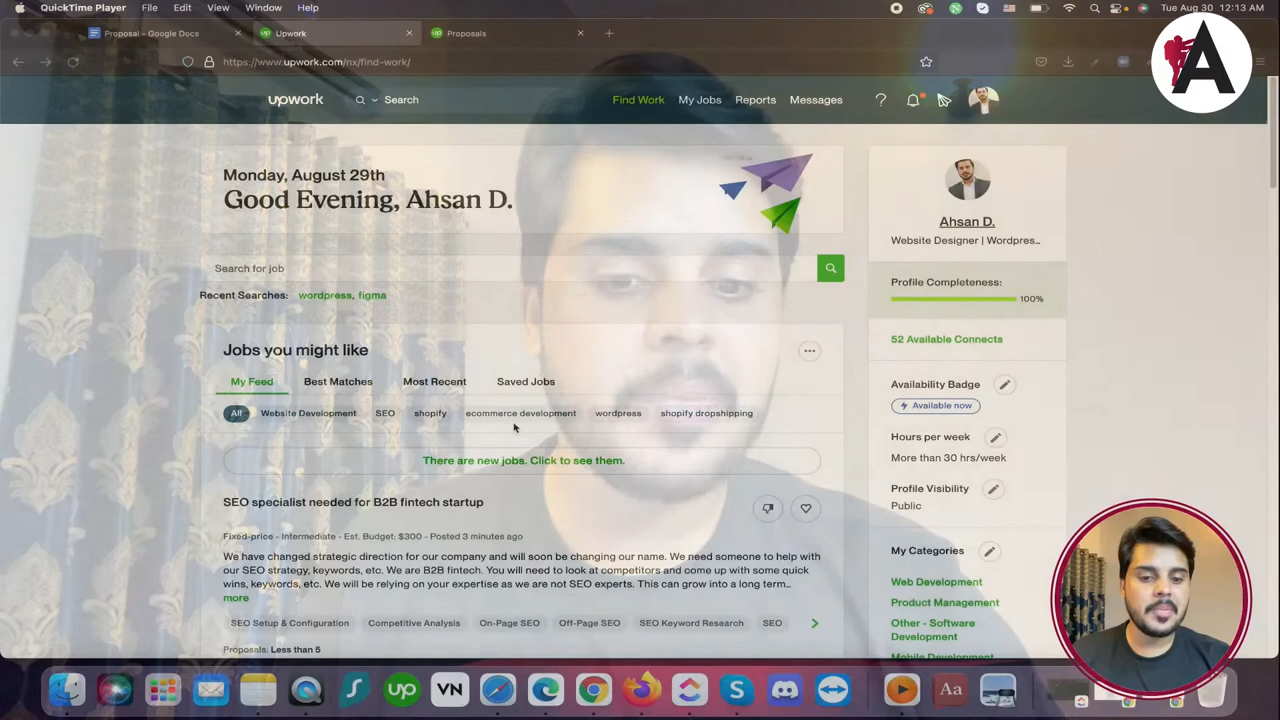 QuickTime Player File Edit View Window Help
Tue Aug 30 12:13 AM
Proposal - Google Docs
Upwork
Proposals
https://www.upwork.com/nx/find-work/
A
upwork
Search
Find Work My Jobs Reports Messages
Monday, August 29th
Good Evening, Ahsan D.
Ahsan D.
Website Designer | Wordpres...
Search for job
Recent Searches: wordpress, figma
Profile Completeness:
100%
52 Available Connects
Jobs you might like
My Feed Best Matches Most Recent Saved Jobs
All Website Development SEO shopify ecommerce development wordpress shopify dropshipping
Availability Badge
Available now
Hours per week
More than 30 hrs/week
There are new jobs. Click to see them.
Profile Visibility
Public
SEO specialist needed for B2B fintech startup
Fixed-price - Intermediate - Est. Budget: $300 - Posted 3 minutes ago
We have changed strategic direction for our company and will soon be changing our name. We need someone to help with
our SEO strategy, keywords, etc. We are B2B fintech. You will need to look at competitors and come up with some quick
wins, keywords, etc. We will be relying on your expertise as we are not SEO experts. This can grow into a long term...
more
SEO Setup & Configuration Competitive Analysis On-Page SEO Off-Page SEO SEO Keyword Research SEO
Proposals: Less than 5
My Categories
Web Development
Product Management
Other - Software
Development
Mobile Development
up
VN
Aa